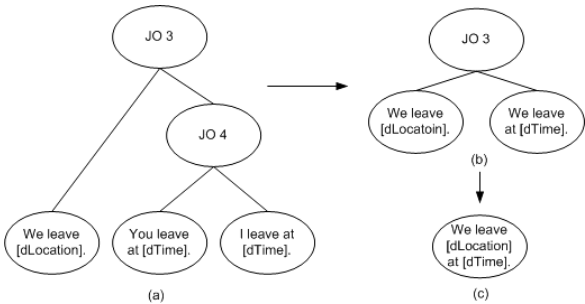 JO 3
JO 4
We leave
[dLocation].
You leave
at [dTime].
I leave at
[dTime].
(a)
JO 3
We leave
[dLocatoin].
We leave
at [dTime].
(b)
We leave
[dLocation]
at [dTime].
(c)